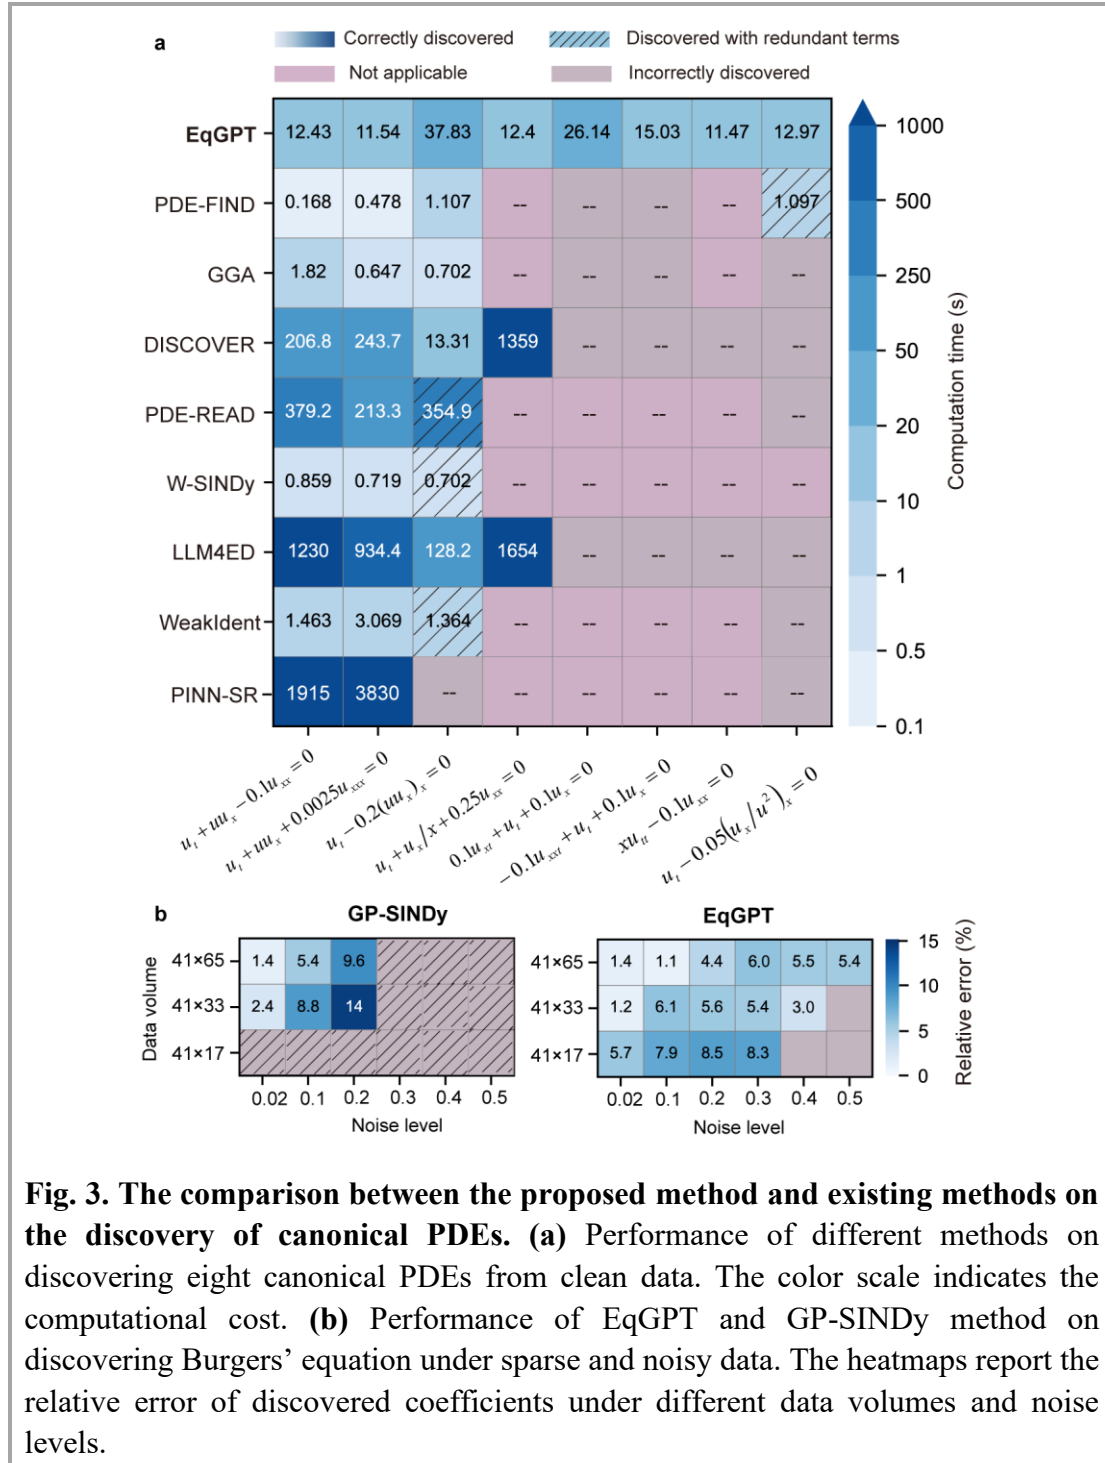 a
Correctly discovered
Discovered with redundant terms
Not applicable
Incorrectly discovered
EqGPT 12.43 11.54 37.83 12.4 26.14 15.03 11.47 12.97
PDE-FIND 0.168 0.478 1.107 -- -- -- -- 1.097
GGA 1.82 0.647 0.702 -- -- -- -- --
DISCOVER 206.8 243.7 13.31 1359 -- -- -- --
PDE-READ 379.2 213.3 354.9 -- -- -- -- --
W-SINDy 0.859 0.719 0.702 -- -- -- -- --
LLM4ED 1230 934.4 128.2 1654 -- -- -- --
WeakIdent 1.463 3.069 1.364 -- -- -- -- --
PINN-SR 1915 3830 -- -- -- -- -- --
1000
500
250
50
20
10
1
0.5
0.1
Computation time (s)
u_t + uu_x − 0.1u_xx = 0
u_t + uu_x + 0.0025u_xxx = 0
u_t − 0.2(uu_x)_x = 0
u_t + u_x/x + 0.25u_xx = 0
0.1u_xt + u_t + 0.1u_x = 0
−0.1u_xxt + u_t + 0.1u_x = 0
xu_tt − 0.1u_xx = 0
u_t − 0.05(u_x/u²)_x = 0
b
GP-SINDy
Data volume
41×65 1.4 5.4 9.6
41×33 2.4 8.8 14
41×17
0.02 0.1 0.2 0.3 0.4 0.5
Noise level
EqGPT
41×65 1.4 1.1 4.4 6.0 5.5 5.4
41×33 1.2 6.1 5.6 5.4 3.0
41×17 5.7 7.9 8.5 8.3
0.02 0.1 0.2 0.3 0.4 0.5
Noise level
15
10
5
0
Relative error (%)
Fig. 3. The comparison between the proposed method and existing methods on
the discovery of canonical PDEs. (a) Performance of different methods on
discovering eight canonical PDEs from clean data. The color scale indicates the
computational cost. (b) Performance of EqGPT and GP-SINDy method on
discovering Burgers’ equation under sparse and noisy data. The heatmaps report the
relative error of discovered coefficients under different data volumes and noise
levels.